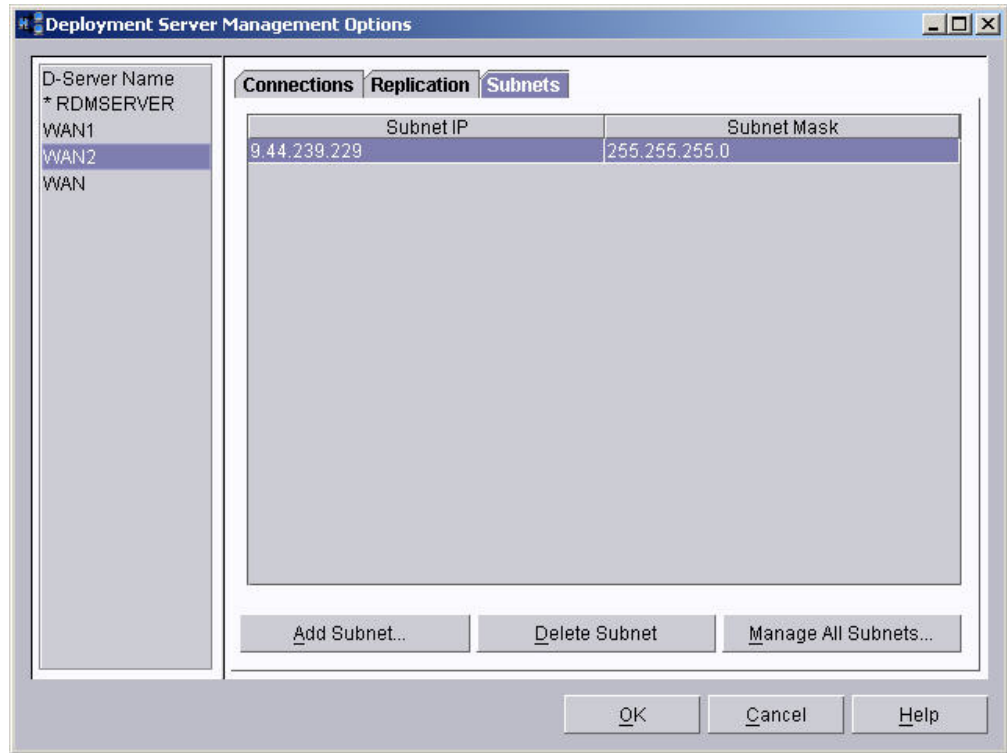 Deployment Server Management Options
D-Server Name
* RDMSERVER
WAN1
WAN2
WAN
Connections Replication Subnets
Subnet IP Subnet Mask
9.44.239.229 255.255.255.0
Add Subnet... Delete Subnet Manage All Subnets...
OK Cancel Help